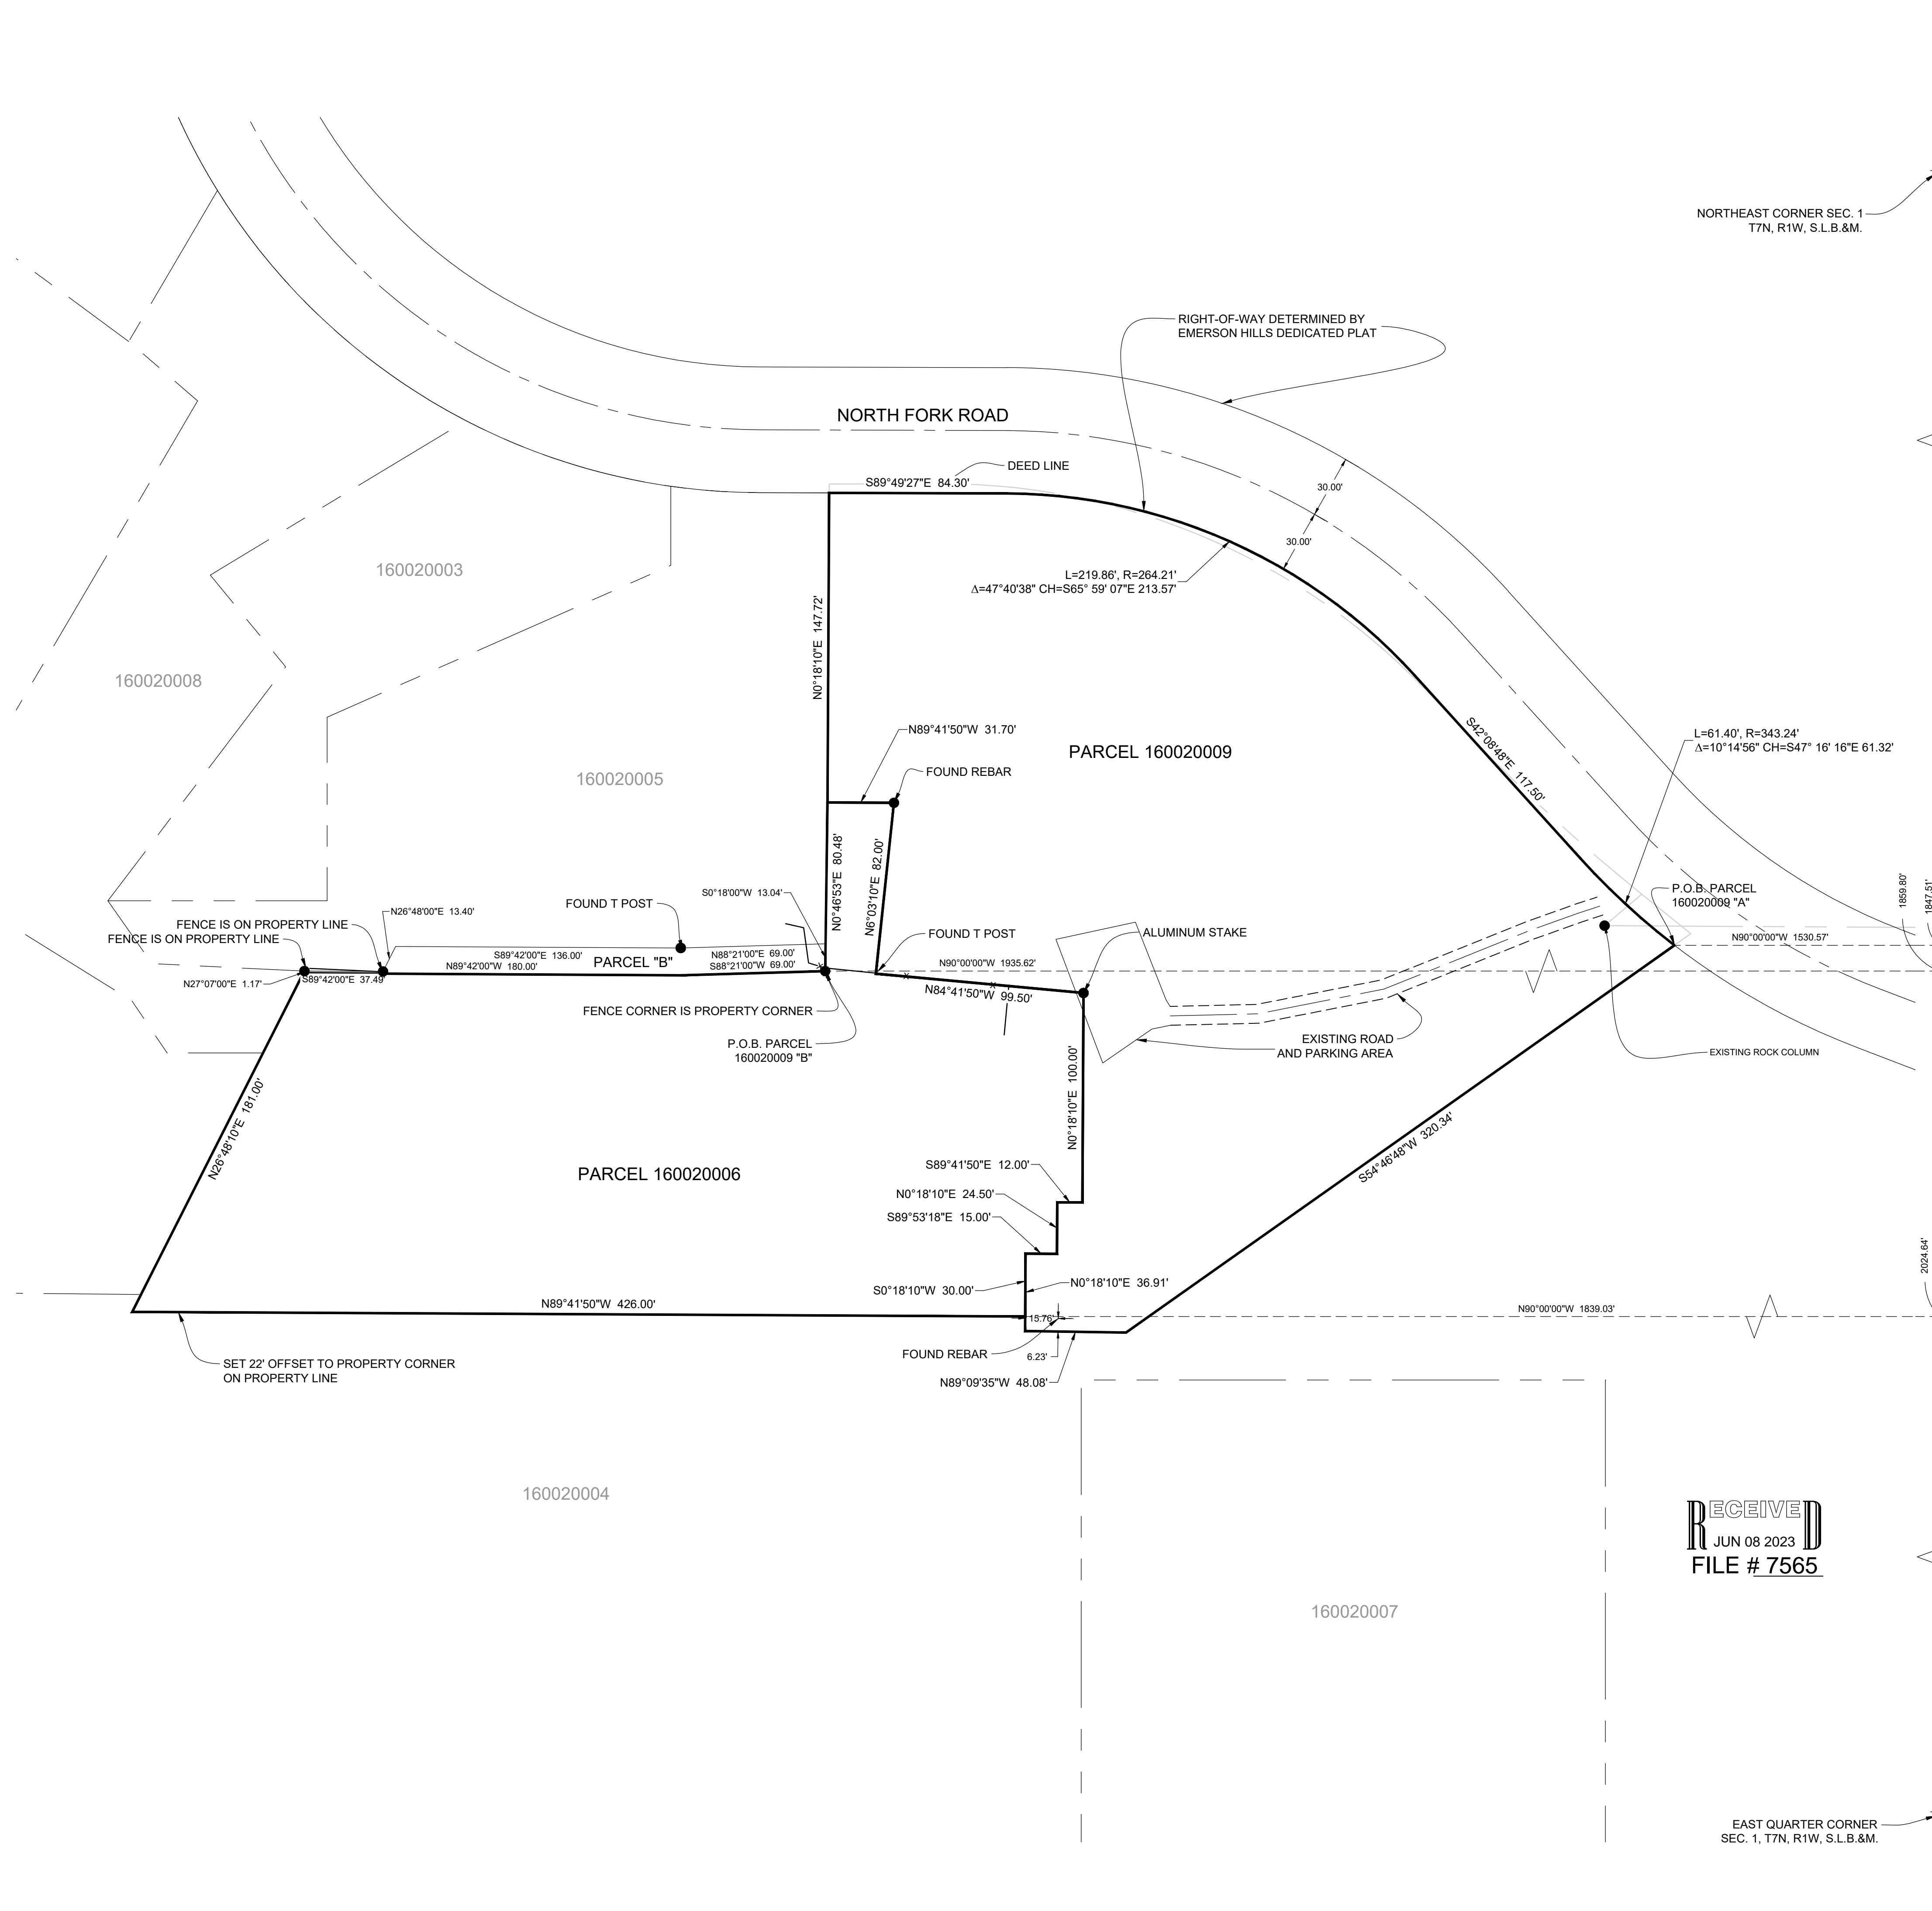 NORTHEAST CORNER SEC. 1
T7N, R1W, S.L.B.&M.
RIGHT-OF-WAY DETERMINED BY
EMERSON HILLS DEDICATED PLAT
NORTH FORK ROAD
DEED LINE
S89°49'27"E 84.30'
30.00'
30.00'
160020003
L=219.86', R=264.21'
Δ=47°40'38" CH=S65° 59' 07"E 213.57'
N0°18'10"E 147.72'
160020008
N89°41'50"W 31.70'
PARCEL 160020009
S42°08'48"E 117.50'
L=61.40', R=343.24'
Δ=10°14'56" CH=S47° 16' 16"E 61.32'
160020005
FOUND REBAR
N0°46'53"E 80.48'
N6°03'10"E 82.00'
S0°18'00"W 13.04'
P.O.B. PARCEL
160020009 "A"
1859.80'
1847.51'
FOUND T POST
N26°48'00"E 13.40'
FENCE IS ON PROPERTY LINE
FENCE IS ON PROPERTY LINE
FOUND T POST
ALUMINUM STAKE
N90°00'00"W 1530.57'
S89°42'00"E 136.00'
N88°21'00"E 69.00'
PARCEL "B"
N89°42'00"W 180.00'
S88°21'00"W 69.00'
N90°00'00"W 1935.62'
N27°07'00"E 1.17'
S89°42'00"E 37.49'
N84°41'50"W 99.50'
FENCE CORNER IS PROPERTY CORNER
P.O.B. PARCEL
160020009 "B"
EXISTING ROAD
AND PARKING AREA
EXISTING ROCK COLUMN
N0°18'10"E 100.00'
N26°48'10"E 181.00'
S54°46'48"W 320.34'
PARCEL 160020006
S89°41'50"E 12.00'
N0°18'10"E 24.50'
S89°53'18"E 15.00'
2024.64'
S0°18'10"W 30.00'
N0°18'10"E 36.91'
N89°41'50"W 426.00'
N90°00'00"W 1839.03'
15.76'
FOUND REBAR
6.23'
SET 22' OFFSET TO PROPERTY CORNER
ON PROPERTY LINE
N89°09'35"W 48.08'
160020004
RECEIVED
JUN 08 2023
FILE # 7565
160020007
EAST QUARTER CORNER
SEC. 1, T7N, R1W, S.L.B.&M.